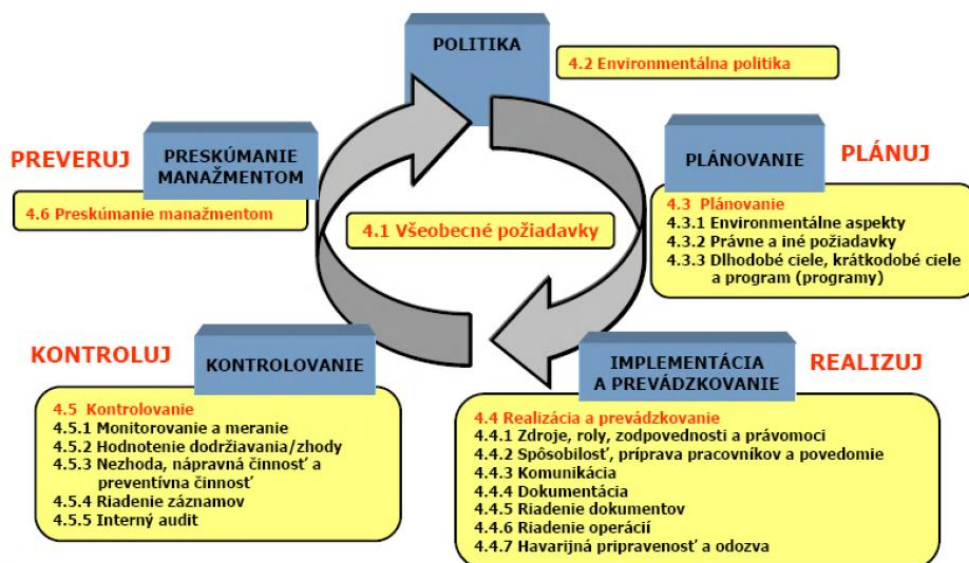 POLITIKA
4.2 Environmentálna politika
PREVERUJ
PRESKÚMANIE
MANAŽMENTOM
4.6 Preskúmanie manažmentom
PLÁNOVANIE
PLÁNUJ
4.3 Plánovanie
4.3.1 Environmentálne aspekty
4.3.2 Právne a iné požiadavky
4.3.3 Dlhodobé ciele, krátkodobé ciele
a program (programy)
4.1 Všeobecné požiadavky
KONTROLUJ
KONTROLOVANIE
4.5 Kontrolovanie
4.5.1 Monitorovanie a meranie
4.5.2 Hodnotenie dodržiavania/zhody
4.5.3 Nezhoda, nápravná činnosť a
preventívna činnosť
4.5.4 Riadenie záznamov
4.5.5 Interný audit
IMPLEMENTÁCIA
A PREVÁDZKOVANIE
REALIZUJ
4.4 Realizácia a prevádzkovanie
4.4.1 Zdroje, roly, zodpovednosti a právomoci
4.4.2 Spôsobilosť, príprava pracovníkov a povedomie
4.4.3 Komunikácia
4.4.4 Dokumentácia
4.4.5 Riadenie dokumentov
4.4.6 Riadenie operácií
4.4.7 Havarijná pripravenosť a odozva